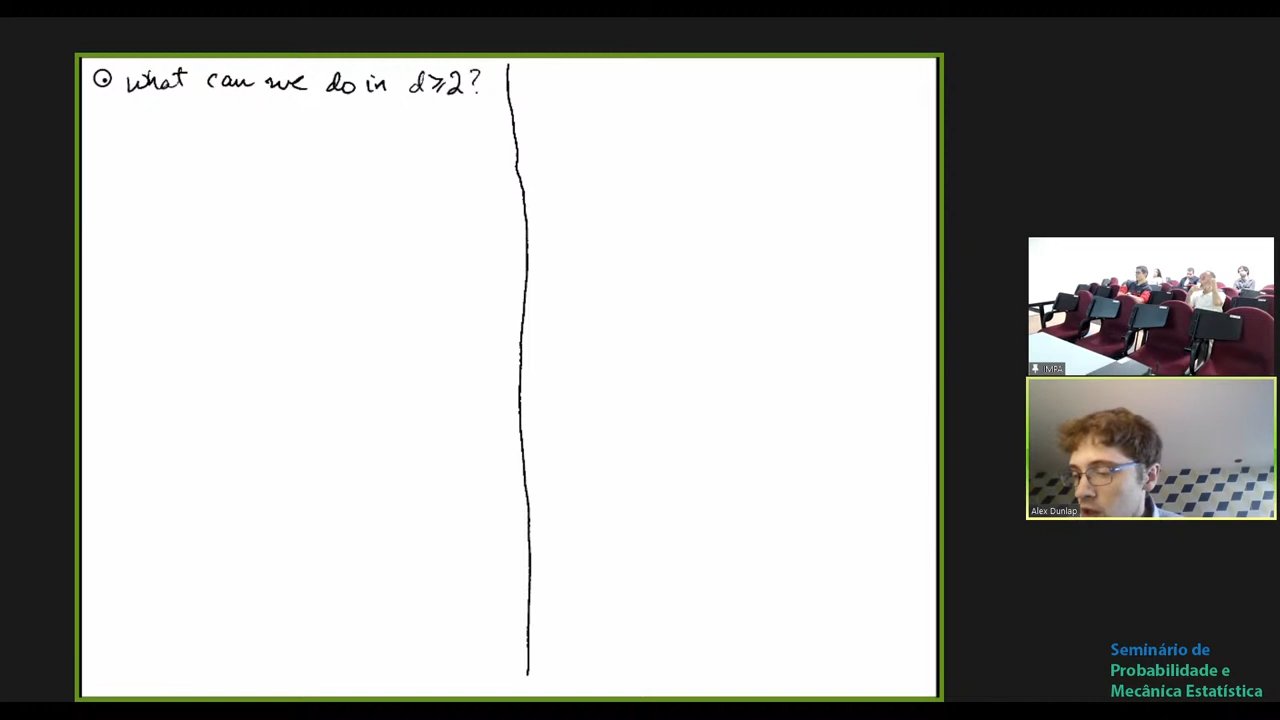 ⊙ What can we do in d≥2?
IMPA
Alex Dunlap
Seminário de
Probabilidade e
Mecânica Estatística